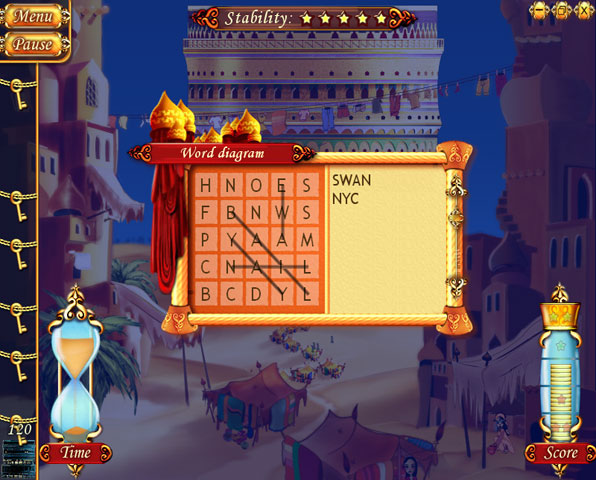 Menu
Stability:
Pause
Word diagram
H N O E S
F B N W S
P Y A A M
C N A I L
B C D Y L
SWAN
NYC
120
Time
Score